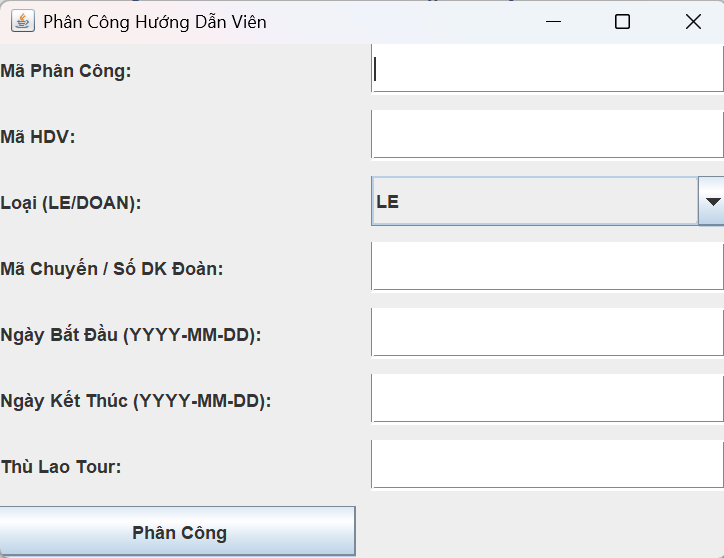 Phân Công Hướng Dẫn Viên
Mã Phân Công:
Mã HDV:
Loại (LE/DOAN):
LE
Mã Chuyến / Số DK Đoàn:
Ngày Bắt Đầu (YYYY-MM-DD):
Ngày Kết Thúc (YYYY-MM-DD):
Thù Lao Tour:
Phân Công